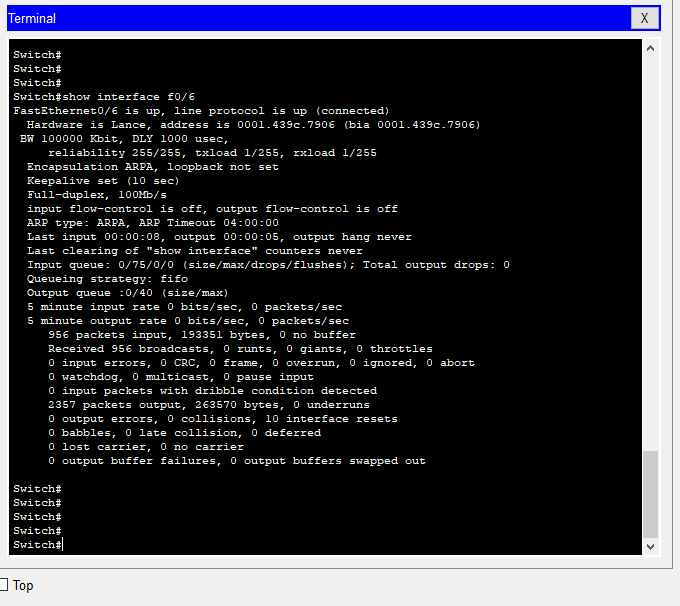 Terminal
X
Switch#
Switch#
Switch#
Switch#show interface f0/6
FastEthernet0/6 is up, line protocol is up (connected)
  Hardware is Lance, address is 0001.439c.7906 (bia 0001.439c.7906)
 BW 100000 Kbit, DLY 1000 usec,
     reliability 255/255, txload 1/255, rxload 1/255
  Encapsulation ARPA, loopback not set
  Keepalive set (10 sec)
  Full-duplex, 100Mb/s
  input flow-control is off, output flow-control is off
  ARP type: ARPA, ARP Timeout 04:00:00
  Last input 00:00:08, output 00:00:05, output hang never
  Last clearing of "show interface" counters never
  Input queue: 0/75/0/0 (size/max/drops/flushes); Total output drops: 0
  Queueing strategy: fifo
  Output queue :0/40 (size/max)
  5 minute input rate 0 bits/sec, 0 packets/sec
  5 minute output rate 0 bits/sec, 0 packets/sec
     956 packets input, 193351 bytes, 0 no buffer
     Received 956 broadcasts, 0 runts, 0 giants, 0 throttles
     0 input errors, 0 CRC, 0 frame, 0 overrun, 0 ignored, 0 abort
     0 watchdog, 0 multicast, 0 pause input
     0 input packets with dribble condition detected
     2357 packets output, 263570 bytes, 0 underruns
     0 output errors, 0 collisions, 10 interface resets
     0 babbles, 0 late collision, 0 deferred
     0 lost carrier, 0 no carrier
     0 output buffer failures, 0 output buffers swapped out
Switch#
Switch#
Switch#
Switch#
Switch#
Top